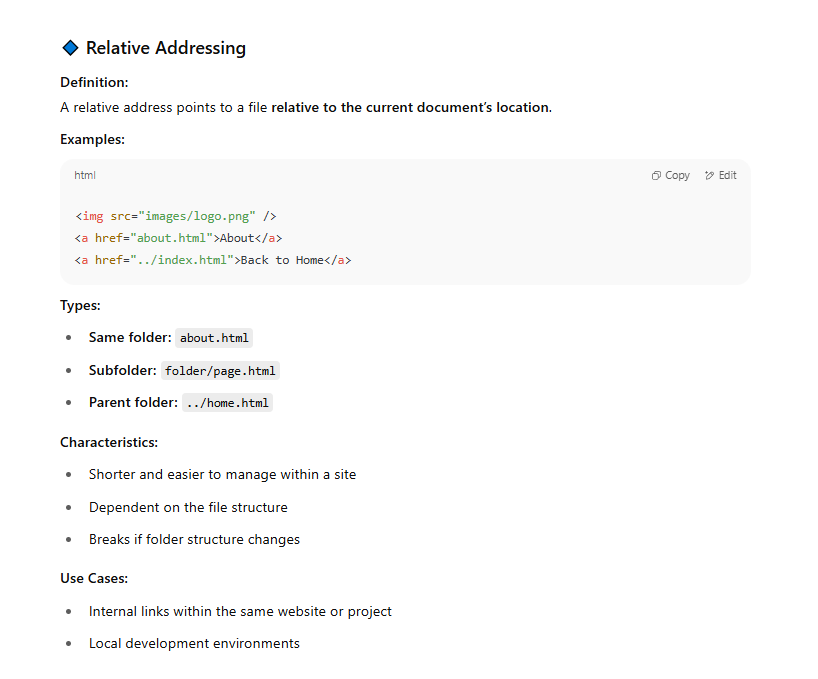 Relative Addressing
Definition:
A relative address points to a file relative to the current document's location.
Examples:
html Copy Edit
<img src="images/logo.png" />
<a href="about.html">About</a>
<a href="../index.html">Back to Home</a>
Types:
• Same folder: about.html
• Subfolder: folder/page.html
• Parent folder: ../home.html
Characteristics:
• Shorter and easier to manage within a site
• Dependent on the file structure
• Breaks if folder structure changes
Use Cases:
• Internal links within the same website or project
• Local development environments